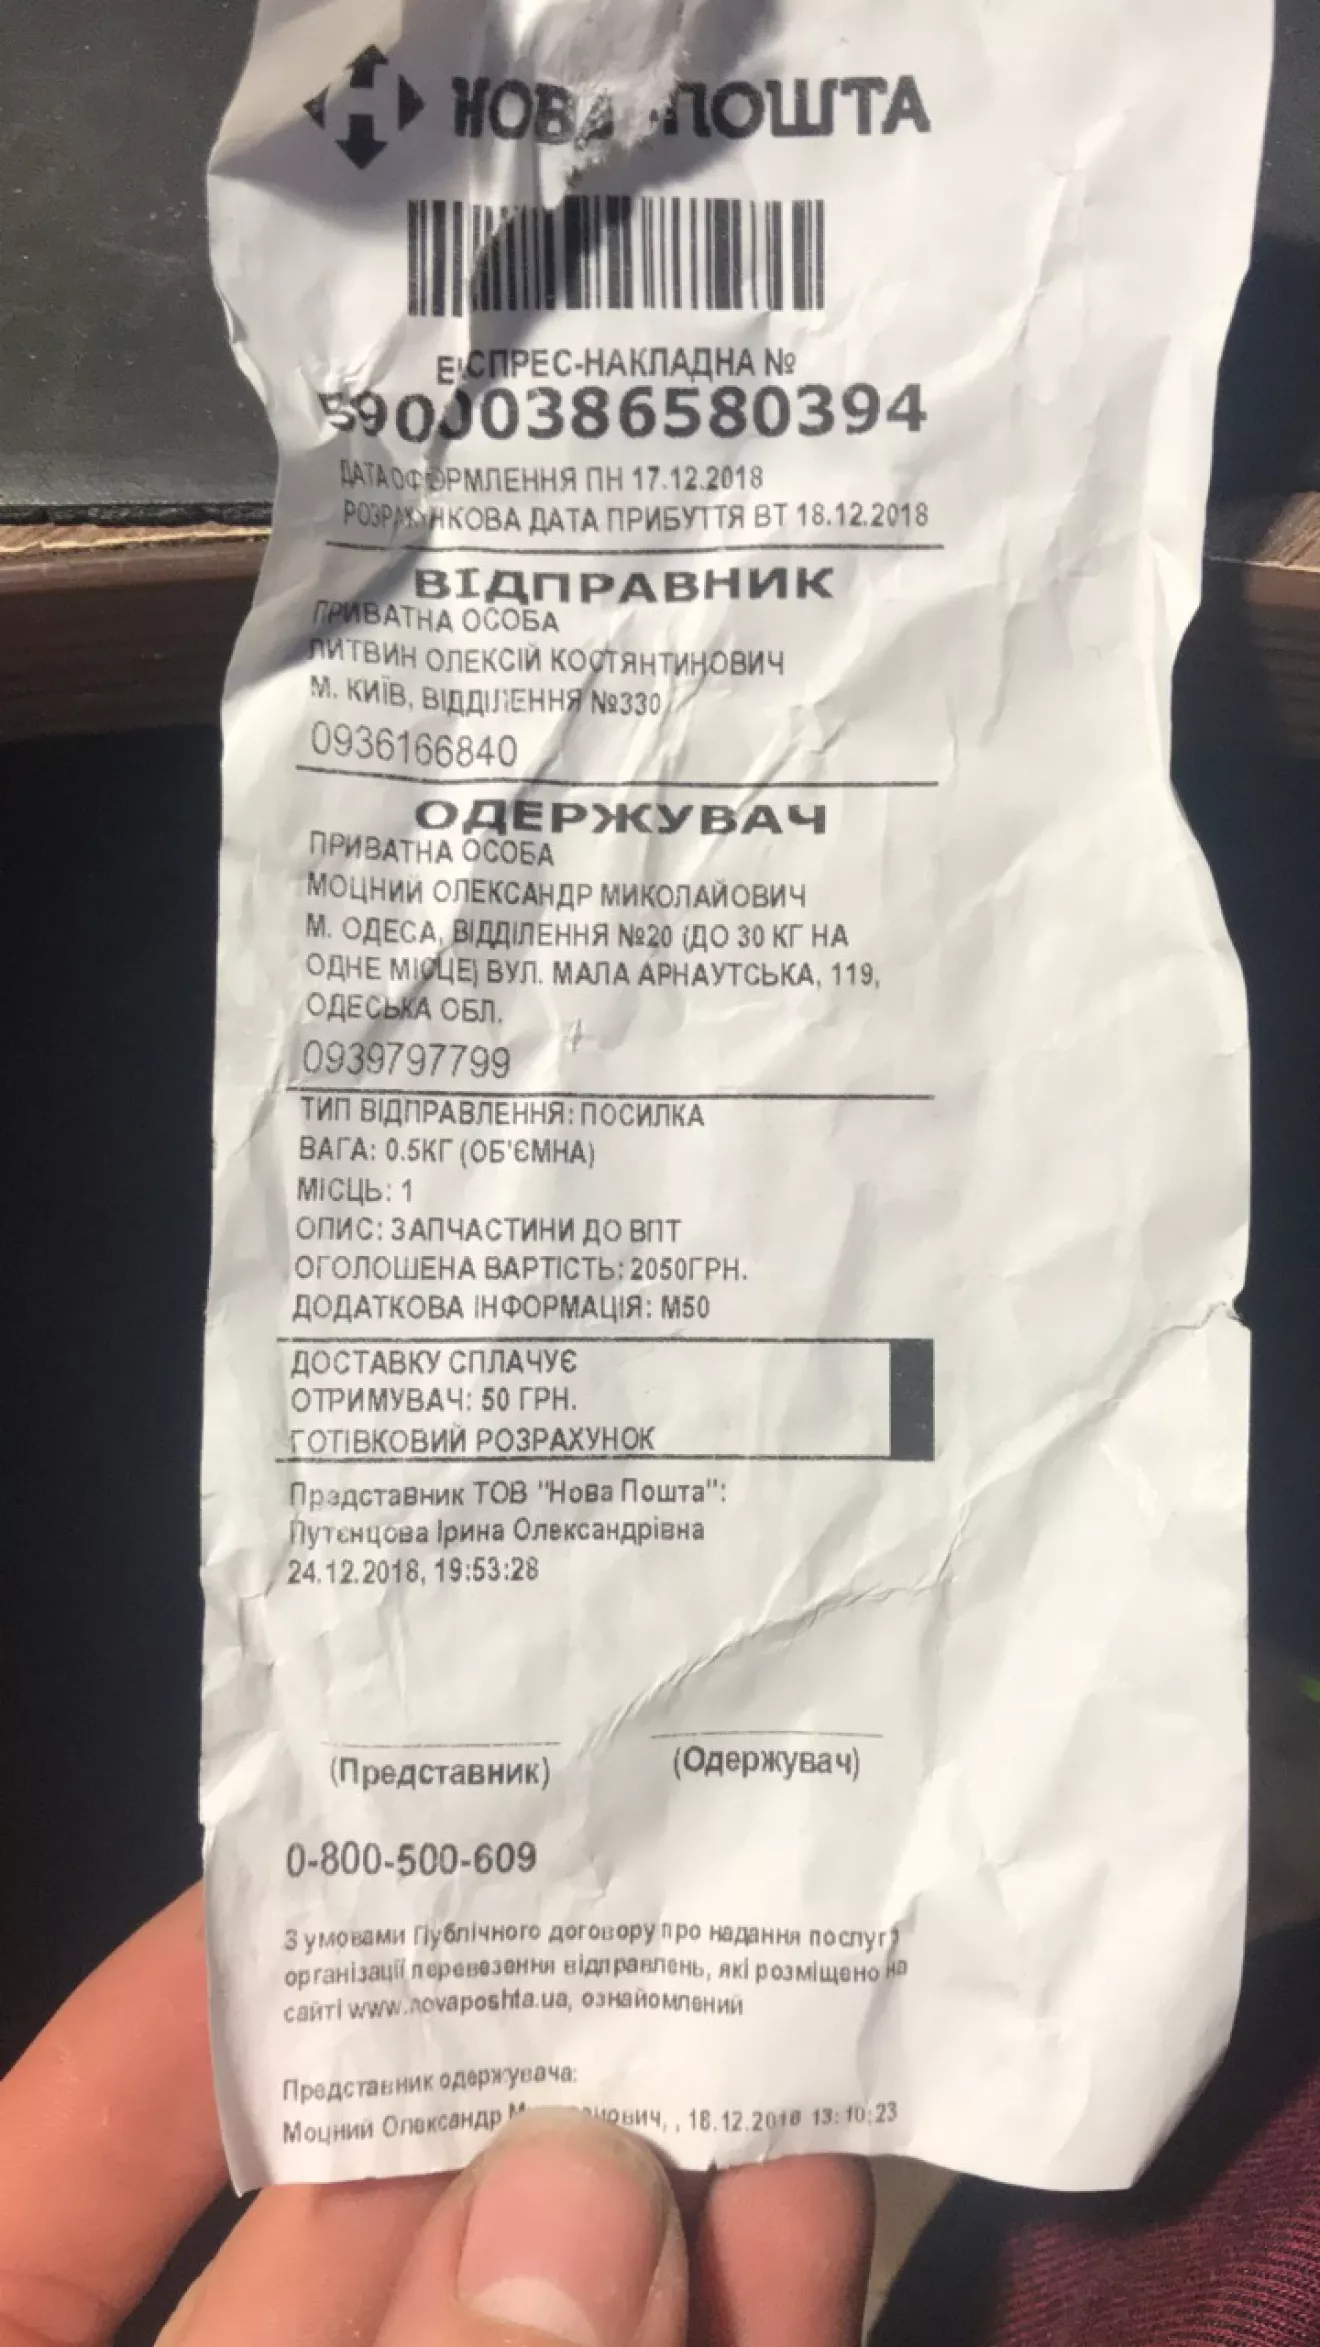 НОВА ПОШТА
ЕКСПРЕС-НАКЛАДНА №
59000386580394
ДАТА ОФОРМЛЕННЯ ПН 17.12.2018
РОЗРАХУНКОВА ДАТА ПРИБУТТЯ ВТ 18.12.2018
ВІДПРАВНИК
ПРИВАТНА ОСОБА
ЛИТВИН ОЛЕКСІЙ КОСТЯНТИНОВИЧ
М. КИЇВ, ВІДДІЛЕННЯ №330
0936166840
ОДЕРЖУВАЧ
ПРИВАТНА ОСОБА
МОЦНИЙ ОЛЕКСАНДР МИКОЛАЙОВИЧ
М. ОДЕСА, ВІДДІЛЕННЯ №20 (ДО 30 КГ НА
ОДНЕ МІСЦЕ) ВУЛ. МАЛА АРНАУТСЬКА, 119,
ОДЕСЬКА ОБЛ.
0939797799
ТИП ВІДПРАВЛЕННЯ: ПОСИЛКА
ВАГА: 0.5КГ (ОБ'ЄМНА)
МІСЦЬ: 1
ОПИС: ЗАПЧАСТИНИ ДО ВПТ
ОГОЛОШЕНА ВАРТІСТЬ: 2050ГРН.
ДОДАТКОВА ІНФОРМАЦІЯ: М50
ДОСТАВКУ СПЛАЧУЄ
ОТРИМУВАЧ: 50 ГРН.
ГОТІВКОВИЙ РОЗРАХУНОК
Представник ТОВ "Нова Пошта":
Путенцова Ірина Олександрівна
24.12.2018, 19:53:28
(Представник) (Одержувач)
0-800-500-609
З умовами Публічного договору про надання послуг з
організації перевезення відправлень, які розміщено на
сайті www.novaposhta.ua, ознайомлений
Представник одержувача:
Моцний Олександр , , 18.12.2018 13:10:23